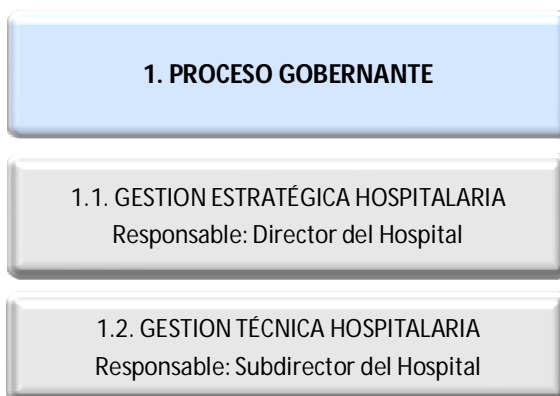 1. PROCESO GOBERNANTE
1.1. GESTION ESTRATÉGICA HOSPITALARIA
Responsable: Director del Hospital
1.2. GESTION TÉCNICA HOSPITALARIA
Responsable: Subdirector del Hospital